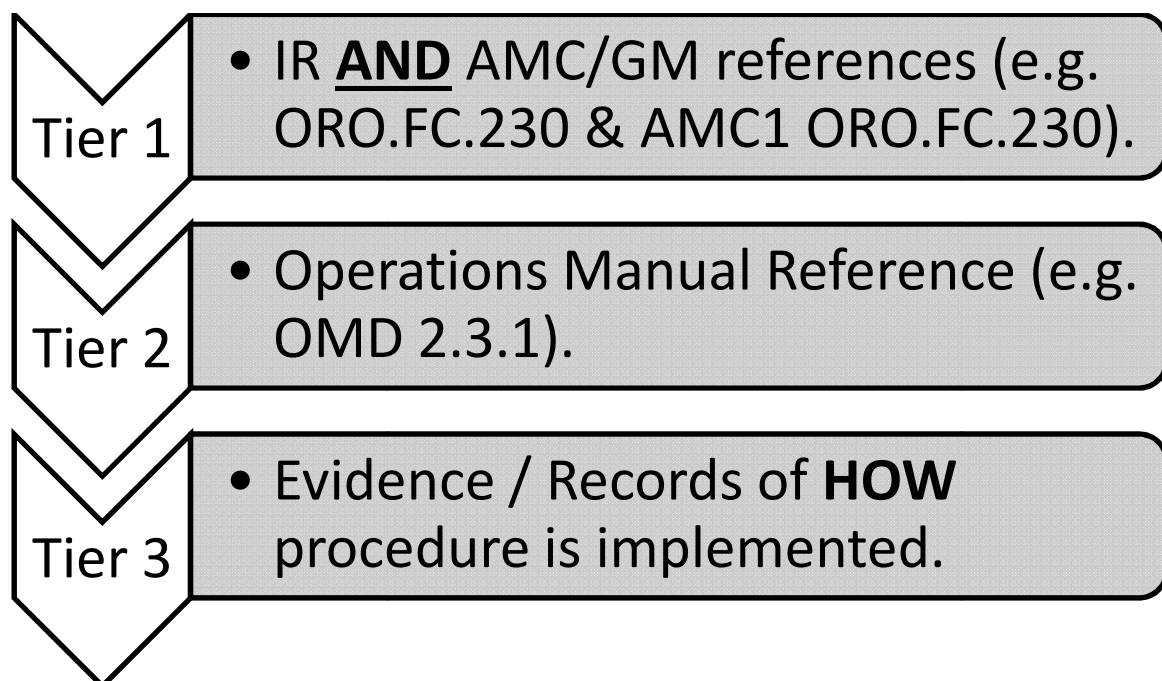 Tier 1
• IR AND AMC/GM references (e.g.
ORO.FC.230 & AMC1 ORO.FC.230).
Tier 2
• Operations Manual Reference (e.g.
OMD 2.3.1).
Tier 3
• Evidence / Records of HOW
procedure is implemented.